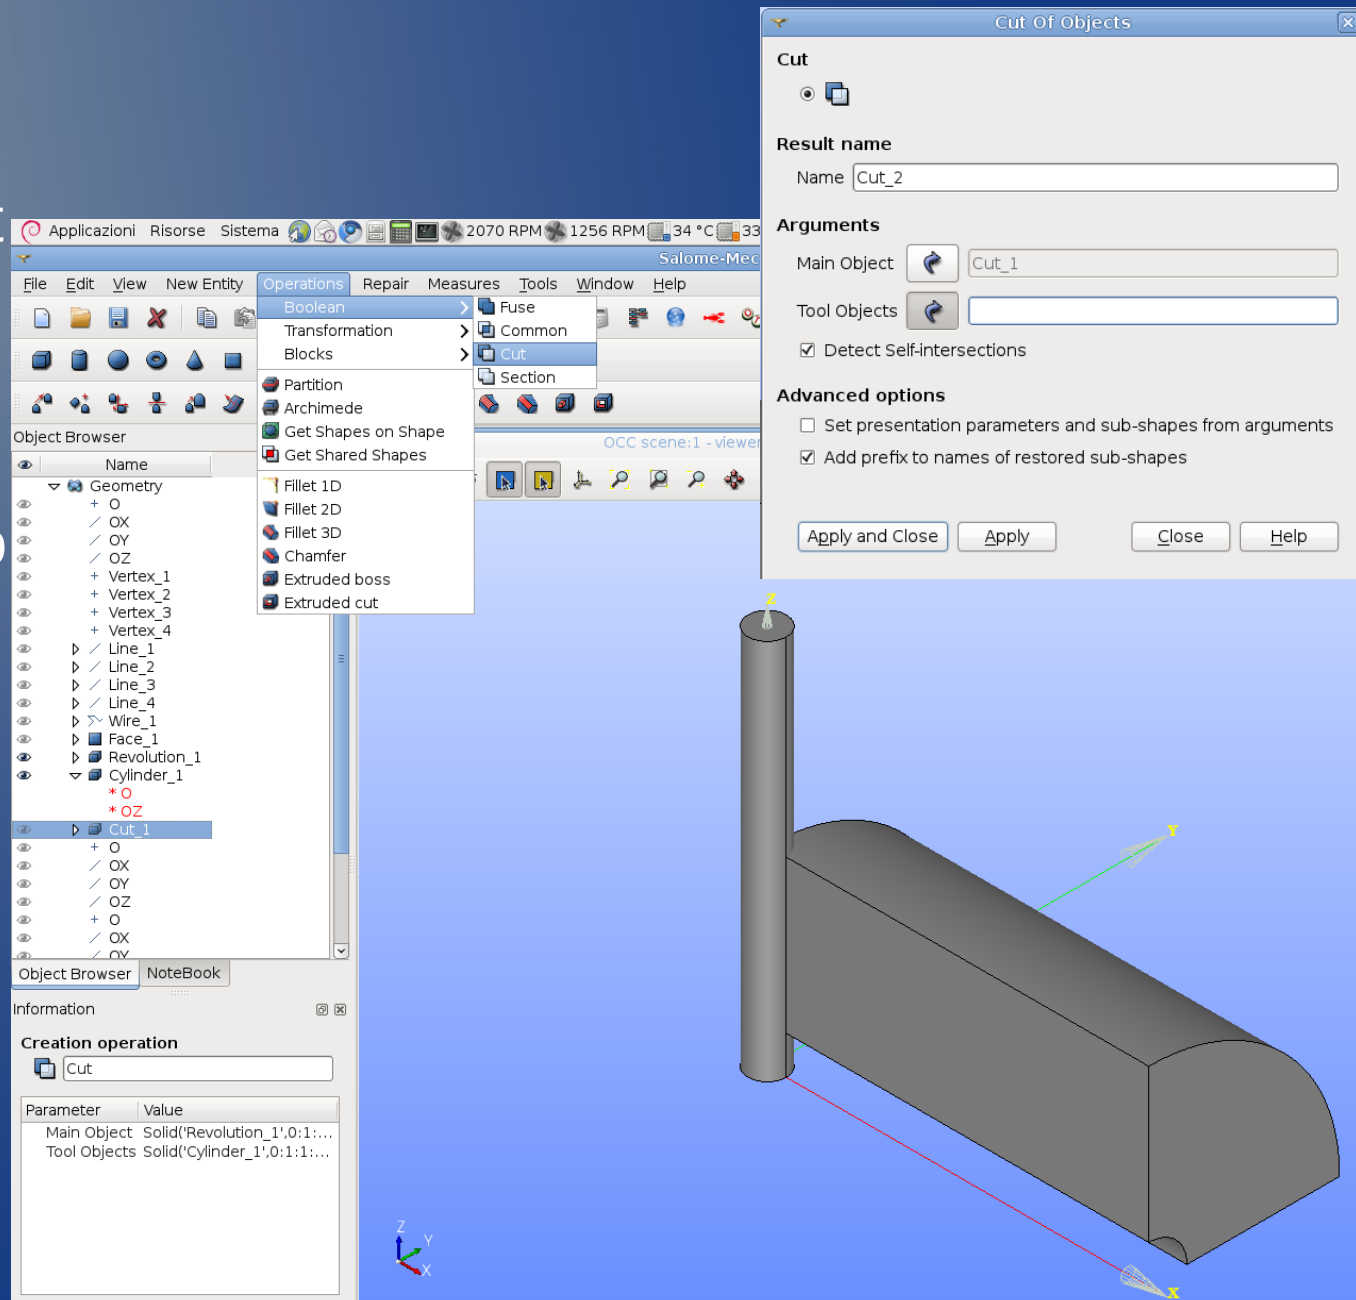 Cut Of Objects
Cut
Result name
Name Cut_2
Arguments
Main Object Cut_1
Tool Objects
Detect Self-intersections
Advanced options
Set presentation parameters and sub-shapes from arguments
Add prefix to names of restored sub-shapes
Apply and Close Apply Close Help
Applicazioni Risorse Sistema 2070 RPM 1256 RPM 34 °C 33
Salome-Mec
File Edit View New Entity Operations Repair Measures Tools Window Help
Boolean
Transformation
Blocks
Partition
Archimede
Get Shapes on Shape
Get Shared Shapes
Fillet 1D
Fillet 2D
Fillet 3D
Chamfer
Extruded boss
Extruded cut
Fuse
Common
Cut
Section
OCC scene:1 - viewer
Object Browser
Name
Geometry
O
OX
OY
OZ
Vertex_1
Vertex_2
Vertex_3
Vertex_4
Line_1
Line_2
Line_3
Line_4
Wire_1
Face_1
Revolution_1
Cylinder_1
* O
* OZ
Cut_1
O
OX
OY
OZ
O
OX
OY
Object Browser NoteBook
Information
Creation operation
Cut
Parameter Value
Main Object Solid('Revolution_1',0:1:...
Tool Objects Solid('Cylinder_1',0:1:1:...
Z
Y
X
Z
Y
X